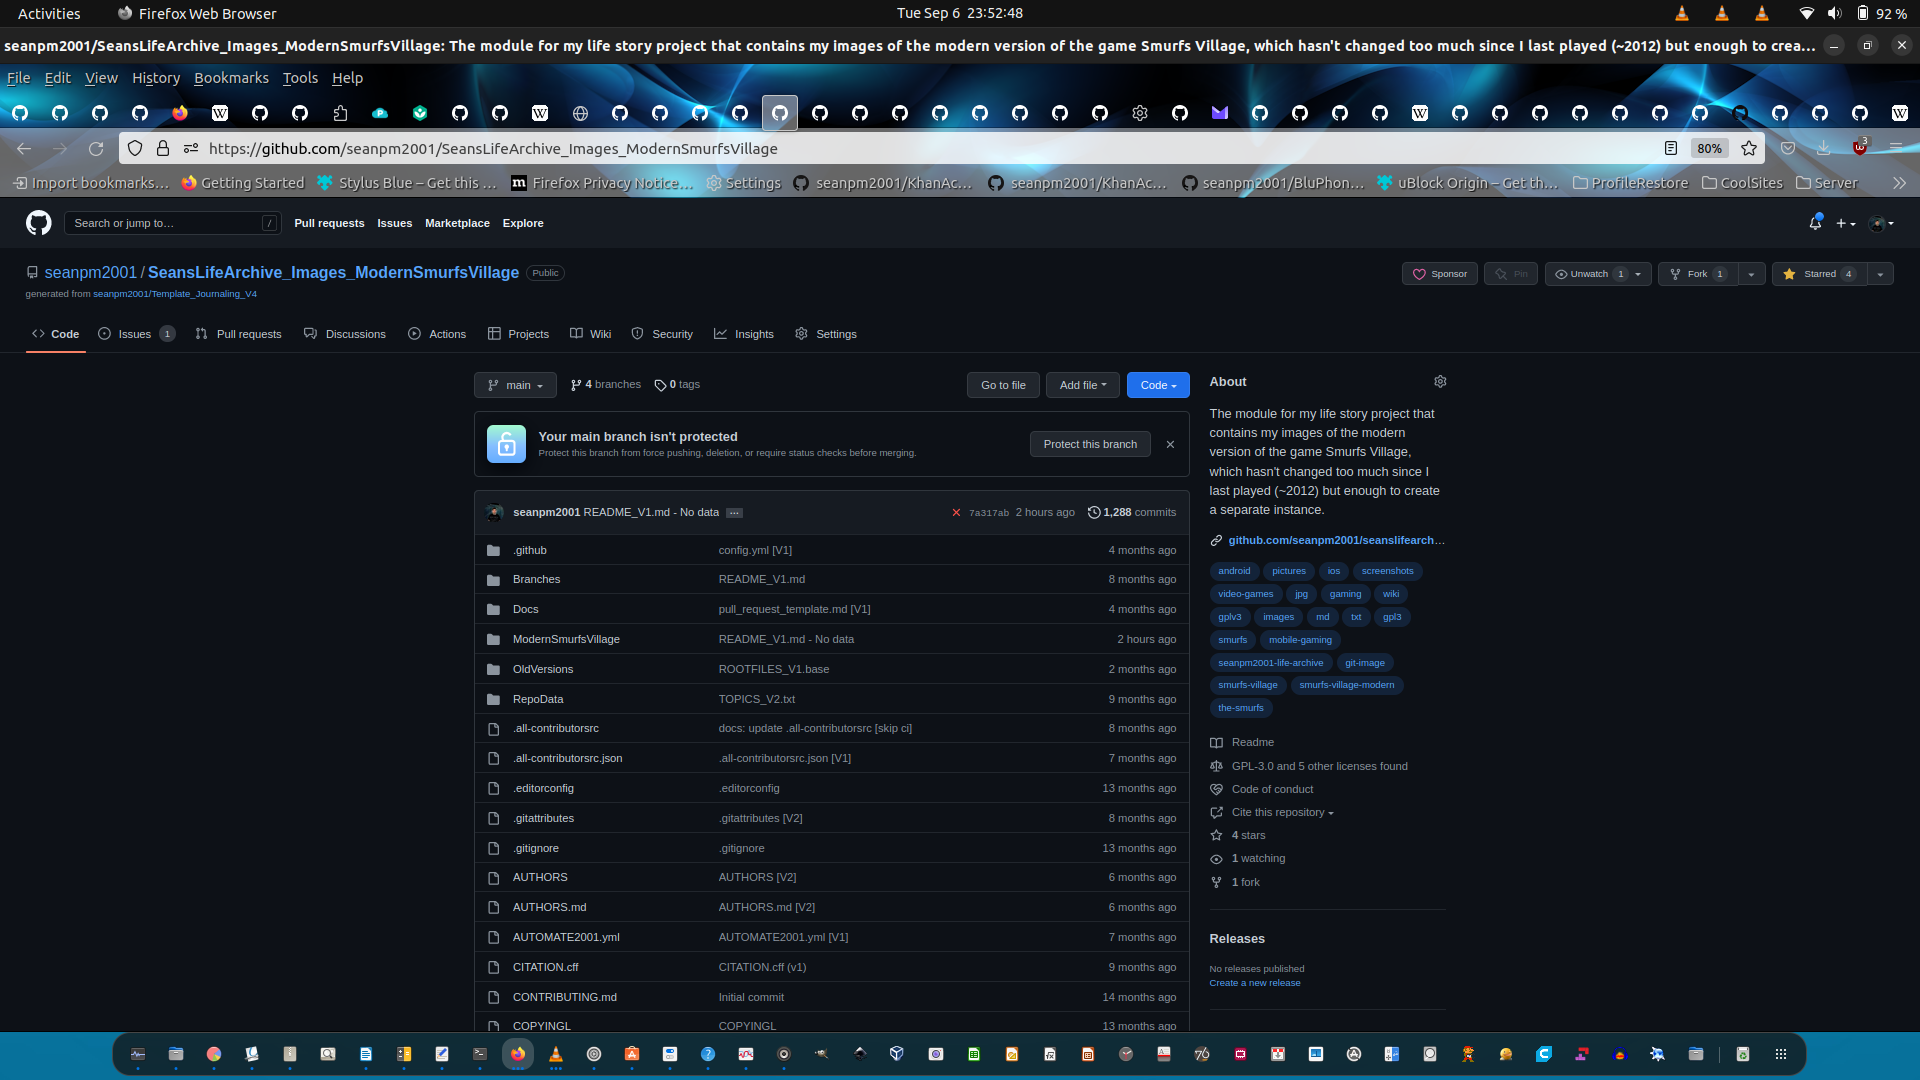 Activities
Firefox Web Browser
Tue Sep 6 23:52:48
92 %
seanpm2001/SeansLifeArchive_Images_ModernSmurfsVillage: The module for my life story project that contains my images of the modern version of the game Smurfs Village, which hasn't changed too much since I last played (~2012) but enough to crea…
File Edit View History Bookmarks Tools Help
https://github.com/seanpm2001/SeansLifeArchive_Images_ModernSmurfsVillage
80%
3
Import bookmarks… Getting Started Stylus Blue – Get this … Firefox Privacy Notice… Settings seanpm2001/KhanAc… seanpm2001/KhanAc… seanpm2001/BluPhon… uBlock Origin – Get th… ProfileRestore CoolSites Server
Search or jump to… /
Pull requests Issues Marketplace Explore
seanpm2001 / SeansLifeArchive_Images_ModernSmurfsVillage Public
generated from seanpm2001/Template_Journaling_V4
Sponsor Pin Unwatch 1 Fork 1 Starred 4
Code Issues 1 Pull requests Discussions Actions Projects Wiki Security Insights Settings
main 4 branches 0 tags Go to file Add file Code
Your main branch isn't protected
Protect this branch from force pushing, deletion, or require status checks before merging.
Protect this branch
seanpm2001 README_V1.md - No data … 7a317ab 2 hours ago 1,288 commits
.github config.yml [V1] 4 months ago
Branches README_V1.md 8 months ago
Docs pull_request_template.md [V1] 4 months ago
ModernSmurfsVillage README_V1.md - No data 2 hours ago
OldVersions ROOTFILES_V1.base 2 months ago
RepoData TOPICS_V2.txt 9 months ago
.all-contributorsrc docs: update .all-contributorsrc [skip ci] 8 months ago
.all-contributorsrc.json .all-contributorsrc.json [V1] 7 months ago
.editorconfig .editorconfig 13 months ago
.gitattributes .gitattributes [V2] 8 months ago
.gitignore .gitignore 13 months ago
AUTHORS AUTHORS [V2] 6 months ago
AUTHORS.md AUTHORS.md [V2] 6 months ago
AUTOMATE2001.yml AUTOMATE2001.yml [V1] 7 months ago
CITATION.cff CITATION.cff (v1) 9 months ago
CONTRIBUTING.md Initial commit 14 months ago
COPYINGL COPYINGL 13 months ago
About
The module for my life story project that
contains my images of the modern
version of the game Smurfs Village,
which hasn't changed too much since I
last played (~2012) but enough to create
a separate instance.
github.com/seanpm2001/seanslifearch…
android pictures ios screenshots
video-games jpg gaming wiki
gplv3 images md txt gpl3
smurfs mobile-gaming
seanpm2001-life-archive git-image
smurfs-village smurfs-village-modern
the-smurfs
Readme
GPL-3.0 and 5 other licenses found
Code of conduct
Cite this repository
4 stars
1 watching
1 fork
Releases
No releases published
Create a new release